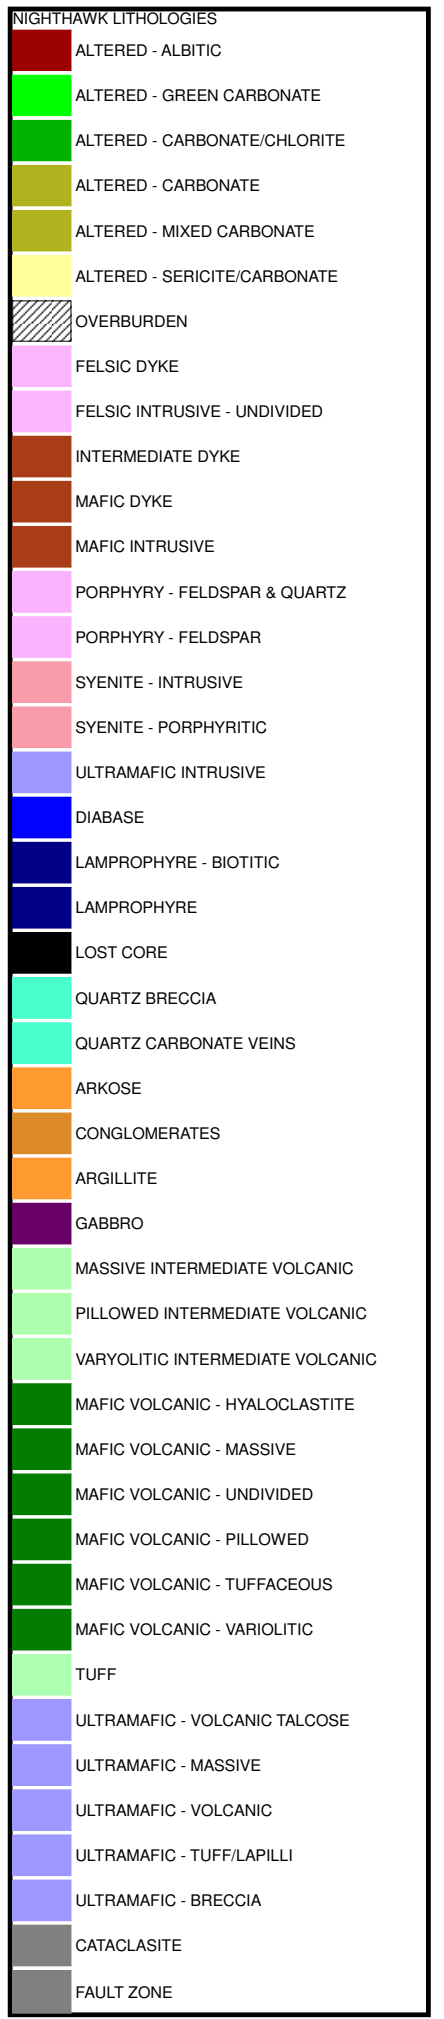 NIGHTHAWK LITHOLOGIES
ALTERED - ALBITIC
ALTERED - GREEN CARBONATE
ALTERED - CARBONATE/CHLORITE
ALTERED - CARBONATE
ALTERED - MIXED CARBONATE
ALTERED - SERICITE/CARBONATE
OVERBURDEN
FELSIC DYKE
FELSIC INTRUSIVE - UNDIVIDED
INTERMEDIATE DYKE
MAFIC DYKE
MAFIC INTRUSIVE
PORPHYRY - FELDSPAR & QUARTZ
PORPHYRY - FELDSPAR
SYENITE - INTRUSIVE
SYENITE - PORPHYRITIC
ULTRAMAFIC INTRUSIVE
DIABASE
LAMPROPHYRE - BIOTITIC
LAMPROPHYRE
LOST CORE
QUARTZ BRECCIA
QUARTZ CARBONATE VEINS
ARKOSE
CONGLOMERATES
ARGILLITE
GABBRO
MASSIVE INTERMEDIATE VOLCANIC
PILLOWED INTERMEDIATE VOLCANIC
VARYOLITIC INTERMEDIATE VOLCANIC
MAFIC VOLCANIC - HYALOCLASTITE
MAFIC VOLCANIC - MASSIVE
MAFIC VOLCANIC - UNDIVIDED
MAFIC VOLCANIC - PILLOWED
MAFIC VOLCANIC - TUFFACEOUS
MAFIC VOLCANIC - VARIOLITIC
TUFF
ULTRAMAFIC - VOLCANIC TALCOSE
ULTRAMAFIC - MASSIVE
ULTRAMAFIC - VOLCANIC
ULTRAMAFIC - TUFF/LAPILLI
ULTRAMAFIC - BRECCIA
CATACLASITE
FAULT ZONE